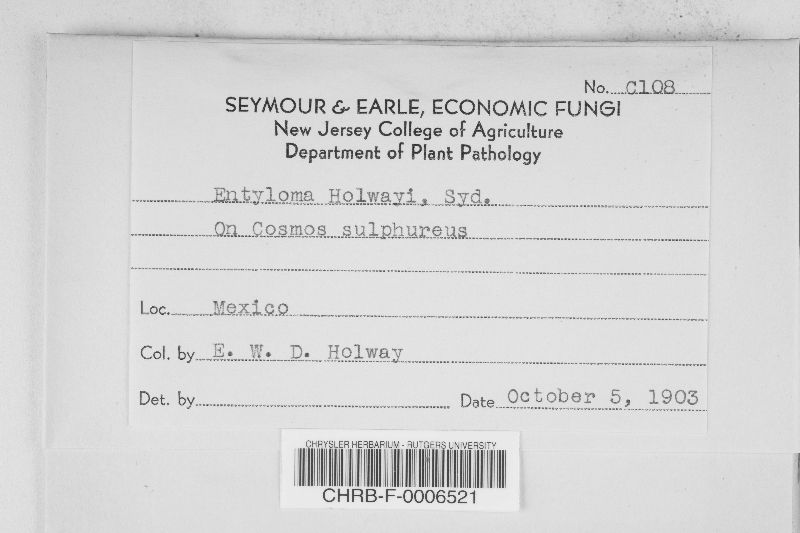 No. C108
SEYMOUR & EARLE, ECONOMIC FUNGI
New Jersey College of Agriculture
Department of Plant Pathology
Entyloma Holwayi, Syd.
On Cosmos sulphureus
Loc. Mexico
Col. by E. W. D. Holway
Det. by
Date October 5, 1903
CHRYSLER HERBARIUM - RUTGERS UNIVERSITY
CHRB-F-0006521